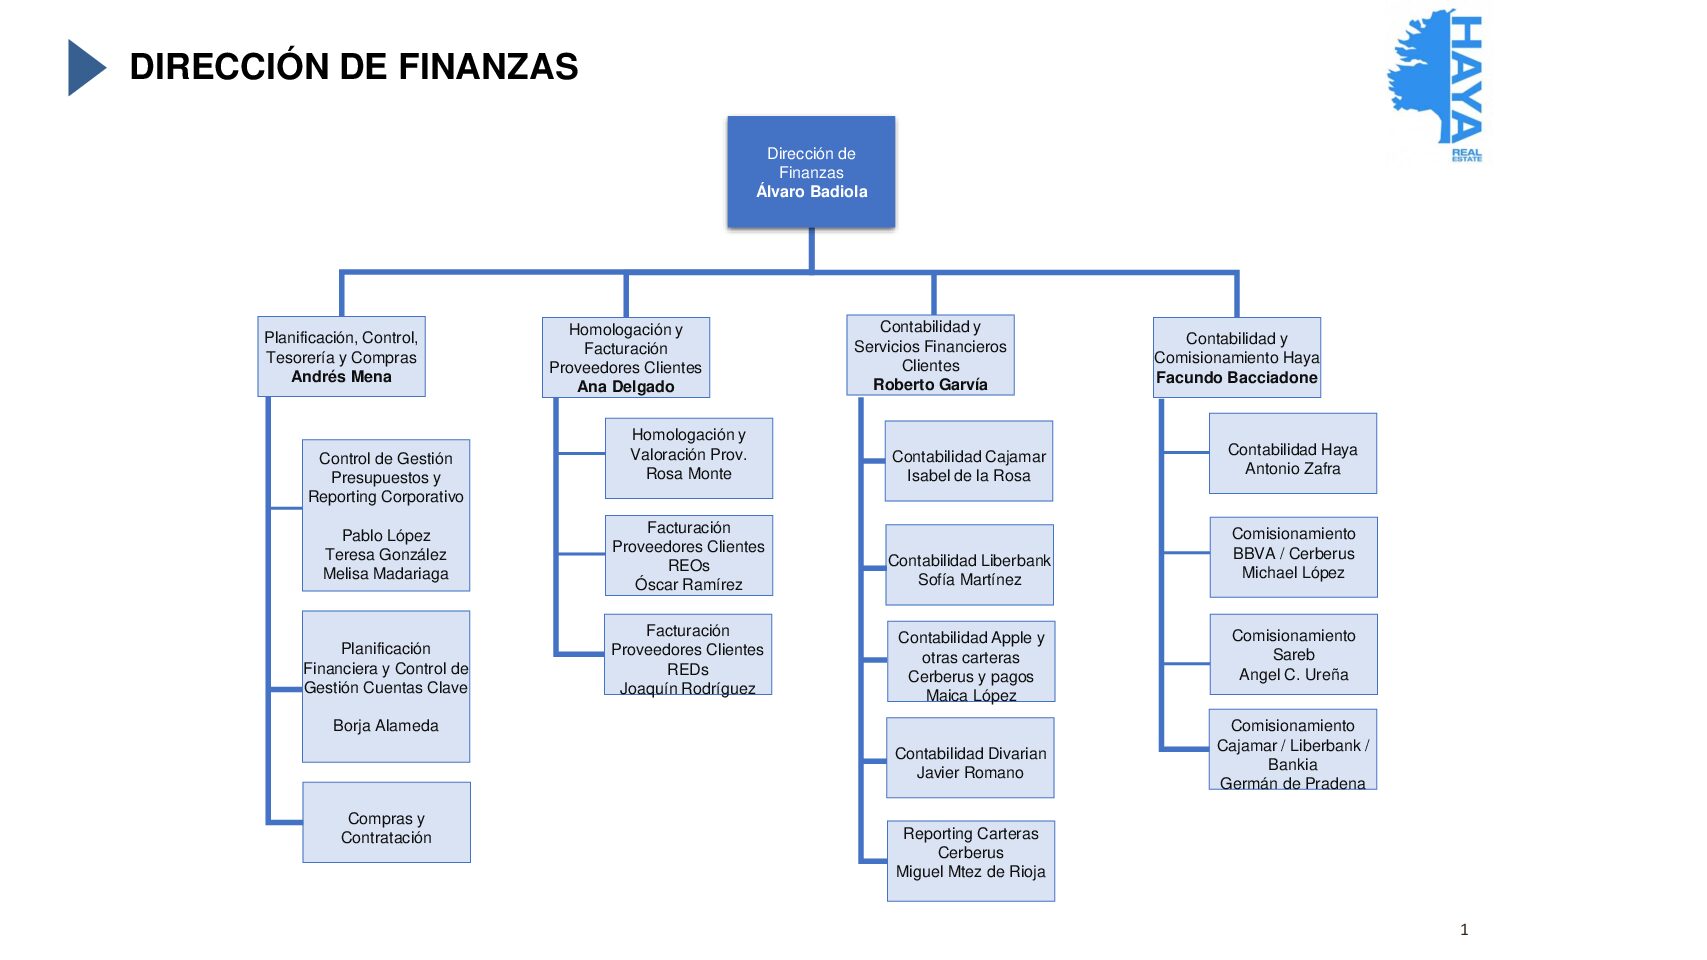 DIRECCIÓN DE FINANZAS
HAYA
REAL
ESTATE
Dirección de
Finanzas
Álvaro Badiola
Planificación, Control,
Tesorería y Compras
Andrés Mena
Control de Gestión
Presupuestos y
Reporting Corporativo
Pablo López
Teresa González
Melisa Madariaga
Planificación
Financiera y Control de
Gestión Cuentas Clave
Borja Alameda
Compras y
Contratación
Homologación y
Facturación
Proveedores Clientes
Ana Delgado
Homologación y
Valoración Prov.
Rosa Monte
Facturación
Proveedores Clientes
REOs
Óscar Ramírez
Facturación
Proveedores Clientes
REDs
Joaquín Rodríguez
Contabilidad y
Servicios Financieros
Clientes
Roberto Garvía
Contabilidad Cajamar
Isabel de la Rosa
Contabilidad Liberbank
Sofía Martínez
Contabilidad Apple y
otras carteras
Cerberus y pagos
Maica López
Contabilidad Divarian
Javier Romano
Reporting Carteras
Cerberus
Miguel Mtez de Rioja
Contabilidad y
Comisionamiento Haya
Facundo Bacciadone
Contabilidad Haya
Antonio Zafra
Comisionamiento
BBVA / Cerberus
Michael López
Comisionamiento
Sareb
Angel C. Ureña
Comisionamiento
Cajamar / Liberbank /
Bankia
Germán de Pradena
1